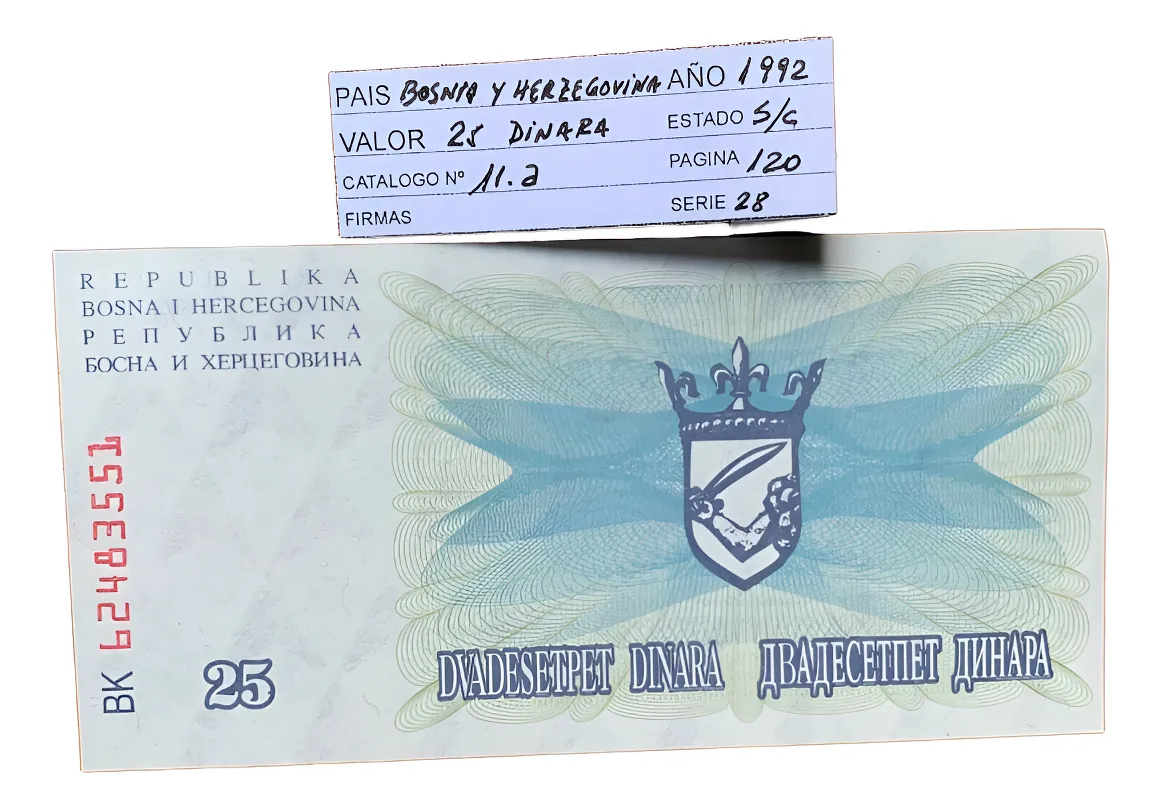 PAIS BOSNIA Y HERZEGOVINA AÑO 1992
VALOR 25 DINARA ESTADO S/C
CATALOGO Nº 11.a PAGINA 120
FIRMAS SERIE 28
REPUBLIKA
BOSNA I HERCEGOVINA
РЕПУБЛИКА
БОСНА И ХЕРЦЕГОВИНА
BK 62483551
25
DVADESETPET DINARA ДВАДЕСЕТПЕТ ДИНАРА